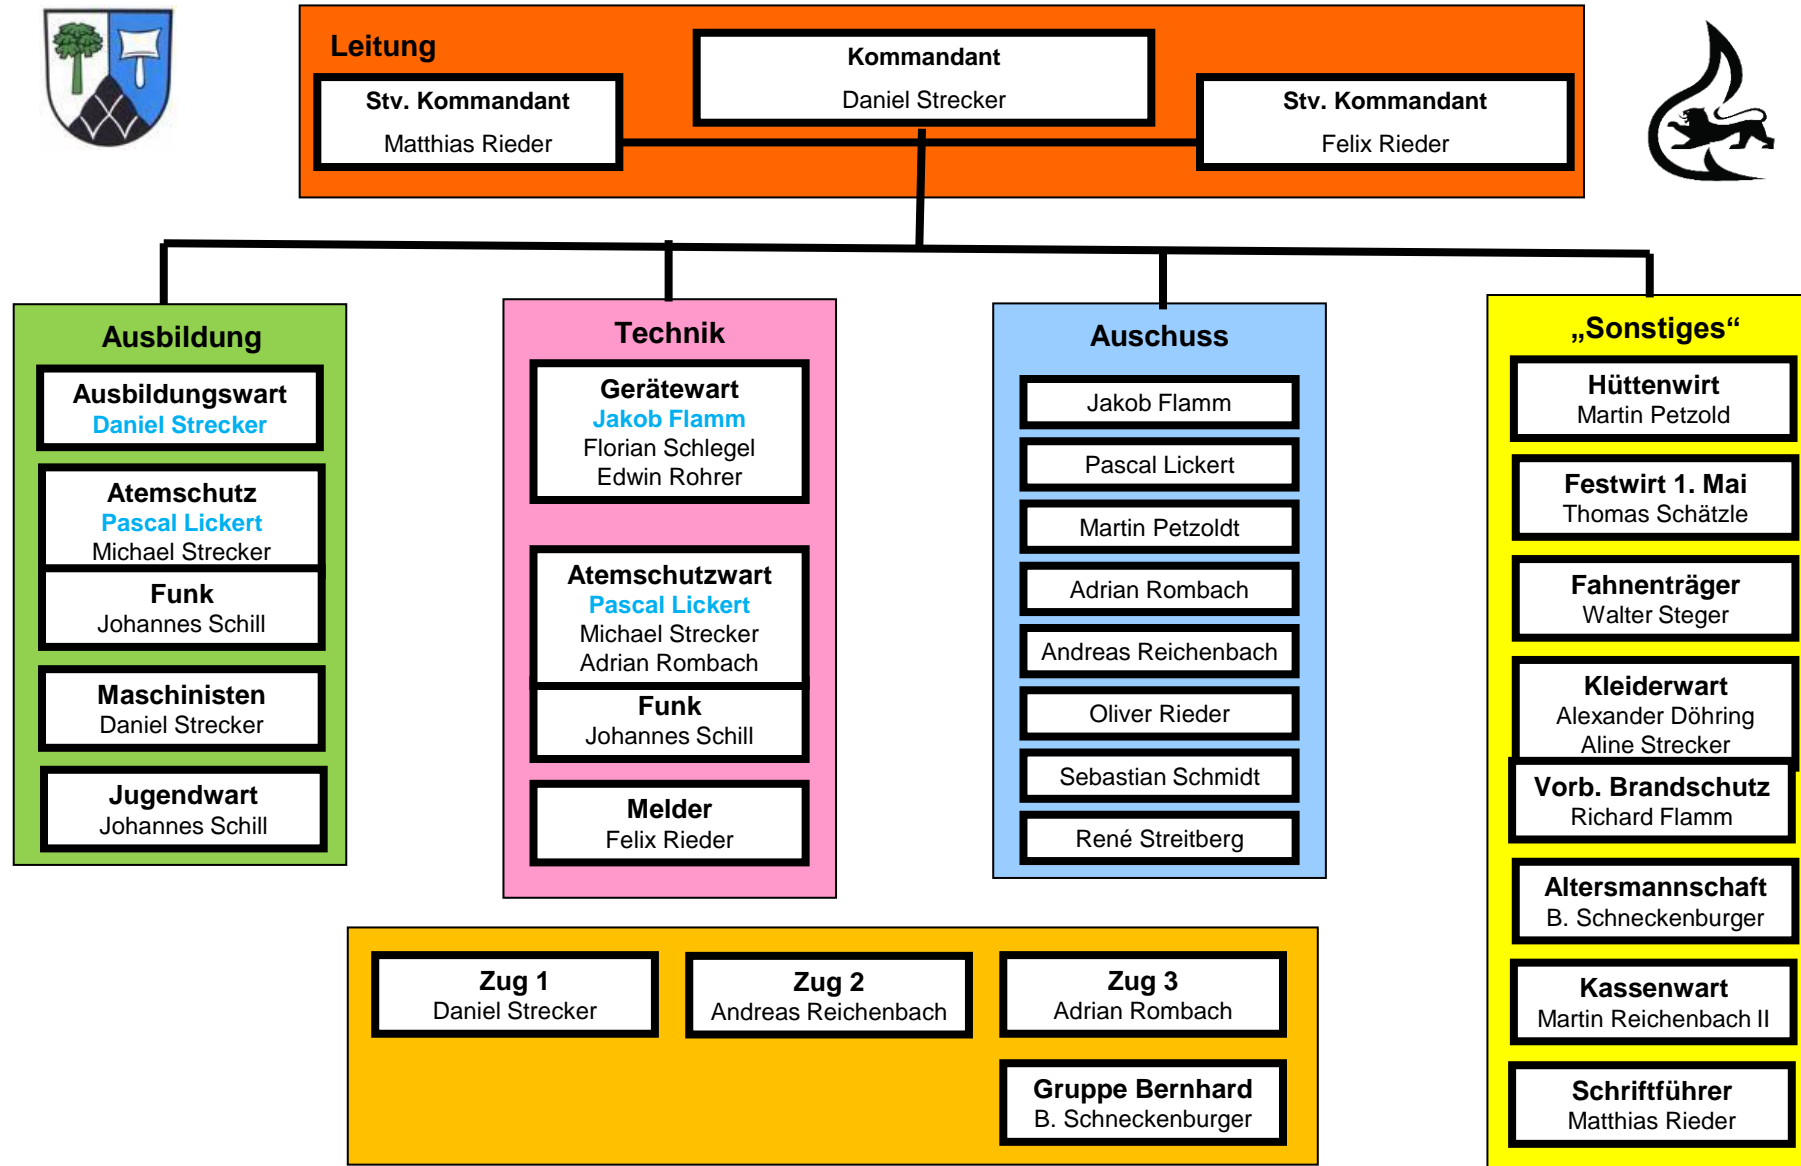 Leitung
Kommandant
Daniel Strecker
Stv. Kommandant
Matthias Rieder
Stv. Kommandant
Felix Rieder
Ausbildung
Ausbildungswart
Daniel Strecker
Atemschutz
Pascal Lickert
Michael Strecker
Funk
Johannes Schill
Maschinisten
Daniel Strecker
Jugendwart
Johannes Schill
Technik
Gerätewart
Jakob Flamm
Florian Schlegel
Edwin Rohrer
Atemschutzwart
Pascal Lickert
Michael Strecker
Adrian Rombach
Funk
Johannes Schill
Melder
Felix Rieder
Auschuss
Jakob Flamm
Pascal Lickert
Martin Petzoldt
Adrian Rombach
Andreas Reichenbach
Oliver Rieder
Sebastian Schmidt
René Streitberg
„Sonstiges“
Hüttenwirt
Martin Petzold
Festwirt 1. Mai
Thomas Schätzle
Fahnenträger
Walter Steger
Kleiderwart
Alexander Döhring
Aline Strecker
Vorb. Brandschutz
Richard Flamm
Altersmannschaft
B. Schneckenburger
Kassenwart
Martin Reichenbach II
Schriftführer
Matthias Rieder
Zug 1
Daniel Strecker
Zug 2
Andreas Reichenbach
Zug 3
Adrian Rombach
Gruppe Bernhard
B. Schneckenburger